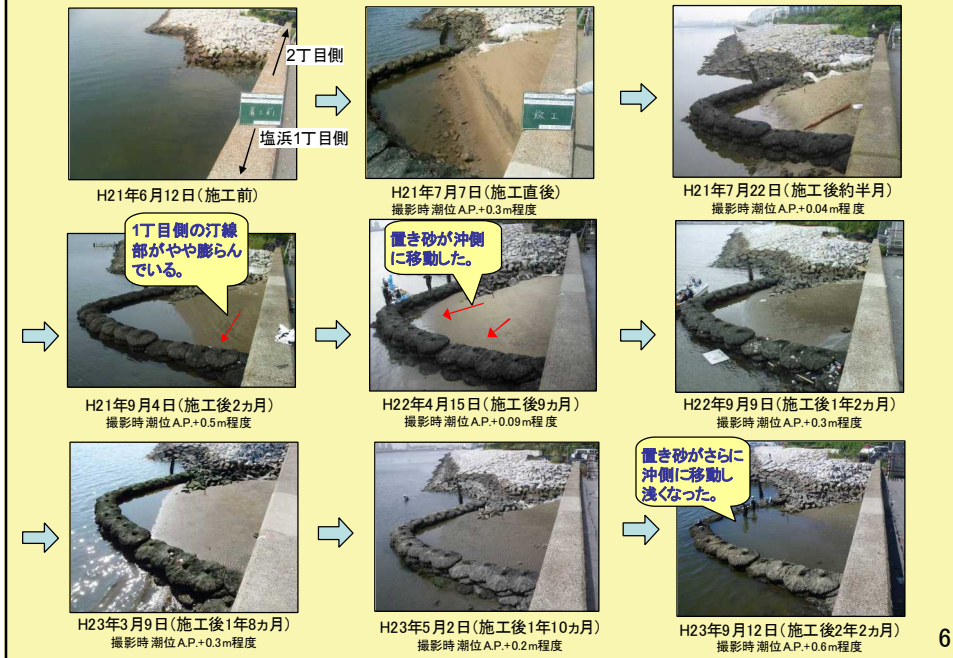 2丁目側
着工前
塩浜1丁目側
竣工
H21年6月12日(施工前)
H21年7月7日(施工直後)
撮影時潮位A.P.+0.3m程度
H21年7月22日(施工後約半月)
撮影時潮位A.P.+0.04m程度
1丁目側の汀線
部がやや膨らん
でいる。
置き砂が沖側
に移動した。
H21年9月4日(施工後2ヵ月)
撮影時潮位A.P.+0.5m程度
H22年4月15日(施工後9ヵ月)
撮影時潮位A.P.+0.09m程度
H22年9月9日(施工後1年2ヵ月)
撮影時潮位A.P.+0.3m程度
置き砂がさらに
沖側に移動し
浅くなった。
H23年3月9日(施工後1年8ヵ月)
撮影時潮位A.P.+0.3m程度
H23年5月2日(施工後1年10ヵ月)
撮影時潮位A.P.+0.2m程度
H23年9月12日(施工後2年2ヵ月)
撮影時潮位A.P.+0.6m程度
6